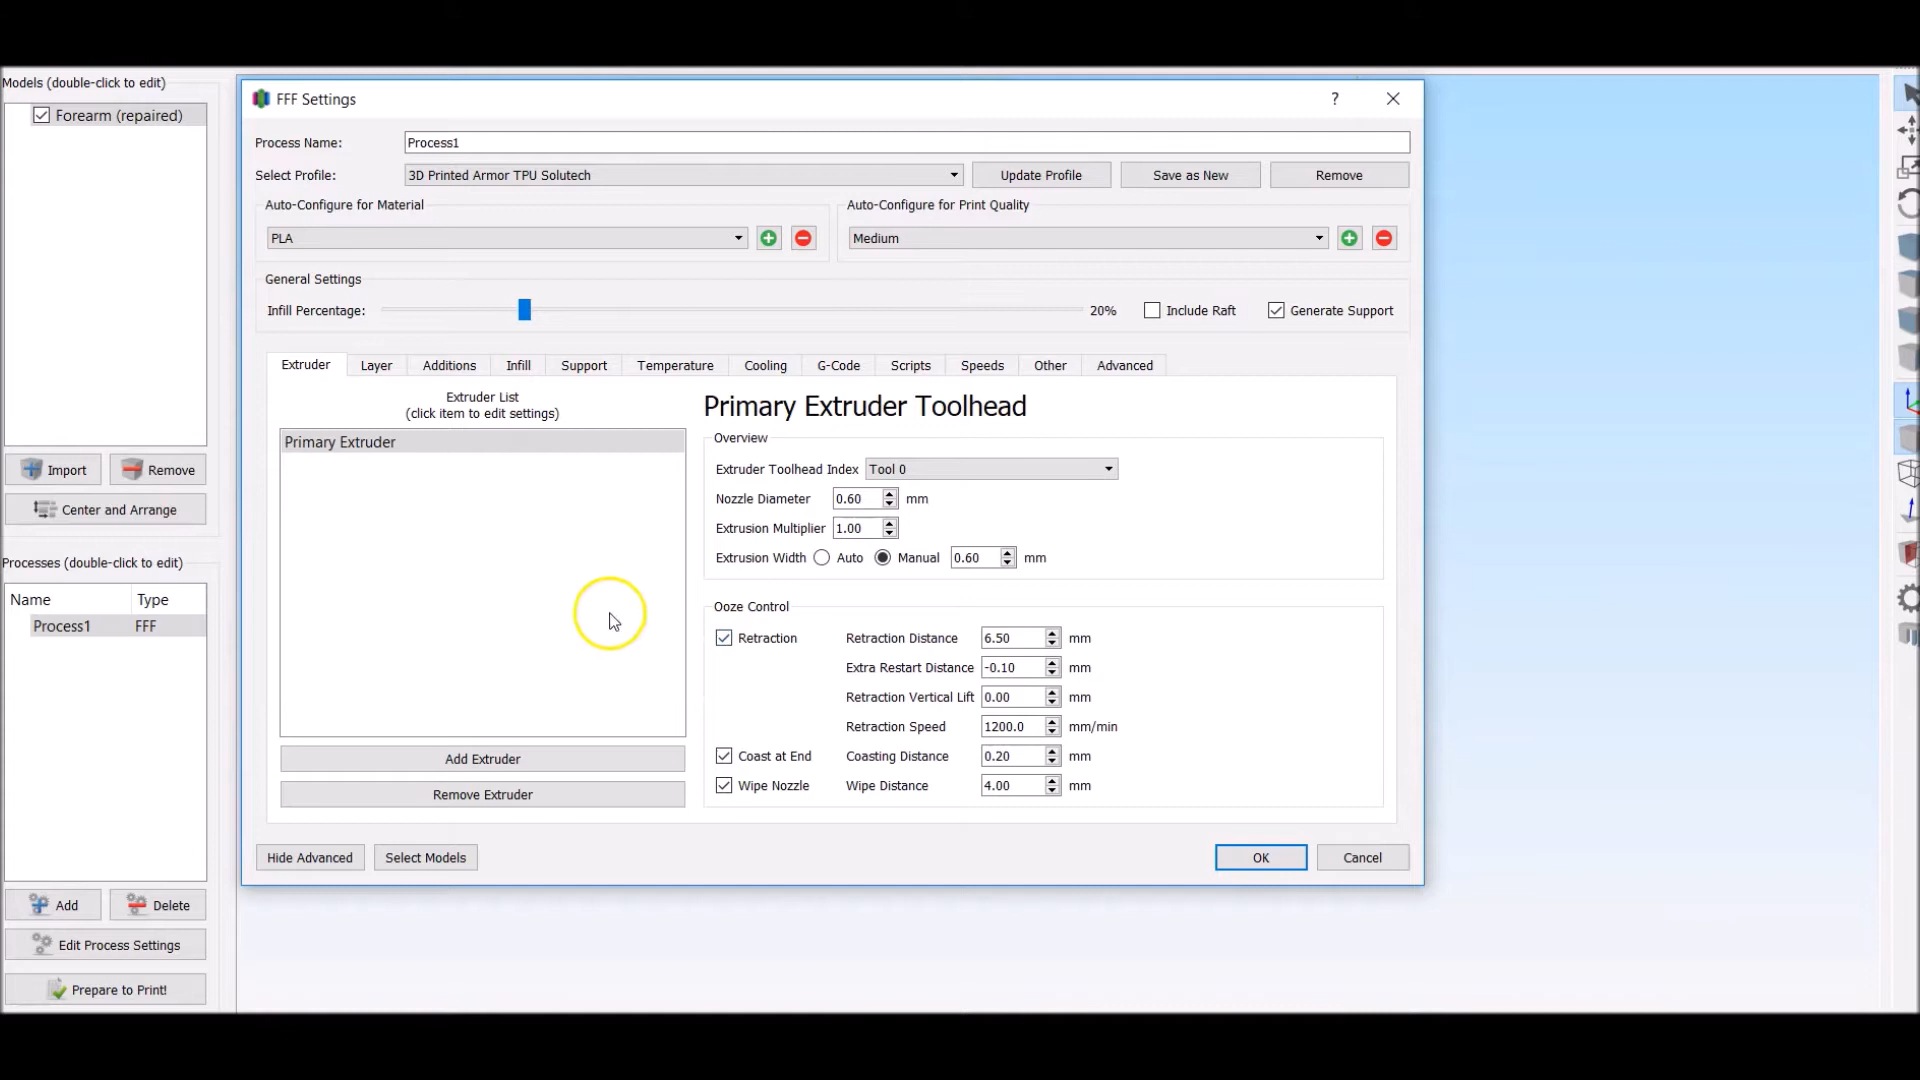 Models (double-click to edit)
Forearm (repaired)
Import
Remove
Center and Arrange
Processes (double-click to edit)
Name Type
Process1 FFF
Add
Delete
Edit Process Settings
Prepare to Print!
FFF Settings
?
Process Name: Process1
Select Profile: 3D Printed Armor TPU Solutech
Update Profile
Save as New
Remove
Auto-Configure for Material
PLA
Auto-Configure for Print Quality
Medium
General Settings
Infill Percentage: 20%
Include Raft
Generate Support
Extruder Layer Additions Infill Support Temperature Cooling G-Code Scripts Speeds Other Advanced
Extruder List
(click item to edit settings)
Primary Extruder
Add Extruder
Remove Extruder
Primary Extruder Toolhead
Overview
Extruder Toolhead Index Tool 0
Nozzle Diameter 0.60 mm
Extrusion Multiplier 1.00
Extrusion Width Auto Manual 0.60 mm
Ooze Control
Retraction Retraction Distance 6.50 mm
Extra Restart Distance -0.10 mm
Retraction Vertical Lift 0.00 mm
Retraction Speed 1200.0 mm/min
Coast at End Coasting Distance 0.20 mm
Wipe Nozzle Wipe Distance 4.00 mm
Hide Advanced
Select Models
OK
Cancel